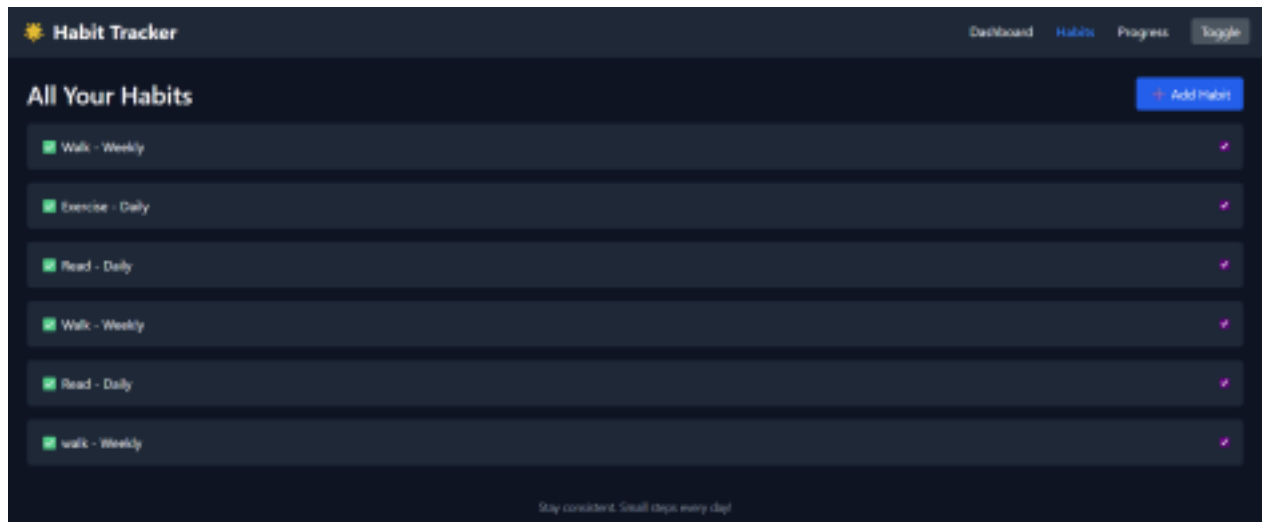 Habit Tracker Dashboard Habits Progress Toggle
All Your Habits + Add Habit
Walk - Weekly
Exercise - Daily
Read - Daily
Walk - Weekly
Read - Daily
walk - Weekly
Stay consistent. Small steps every day!